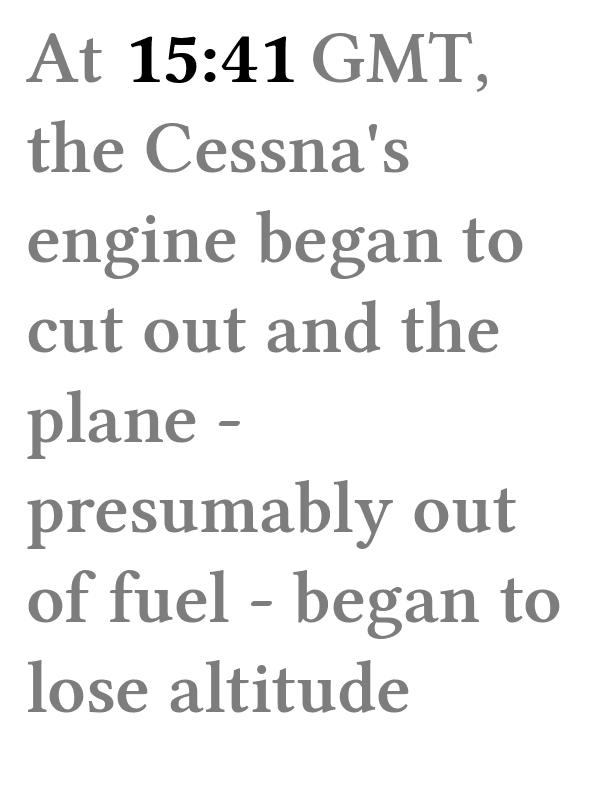 At 15:41 GMT,
the Cessna's
engine began to
cut out and the
plane -
presumably out
of fuel - began to
lose altitude